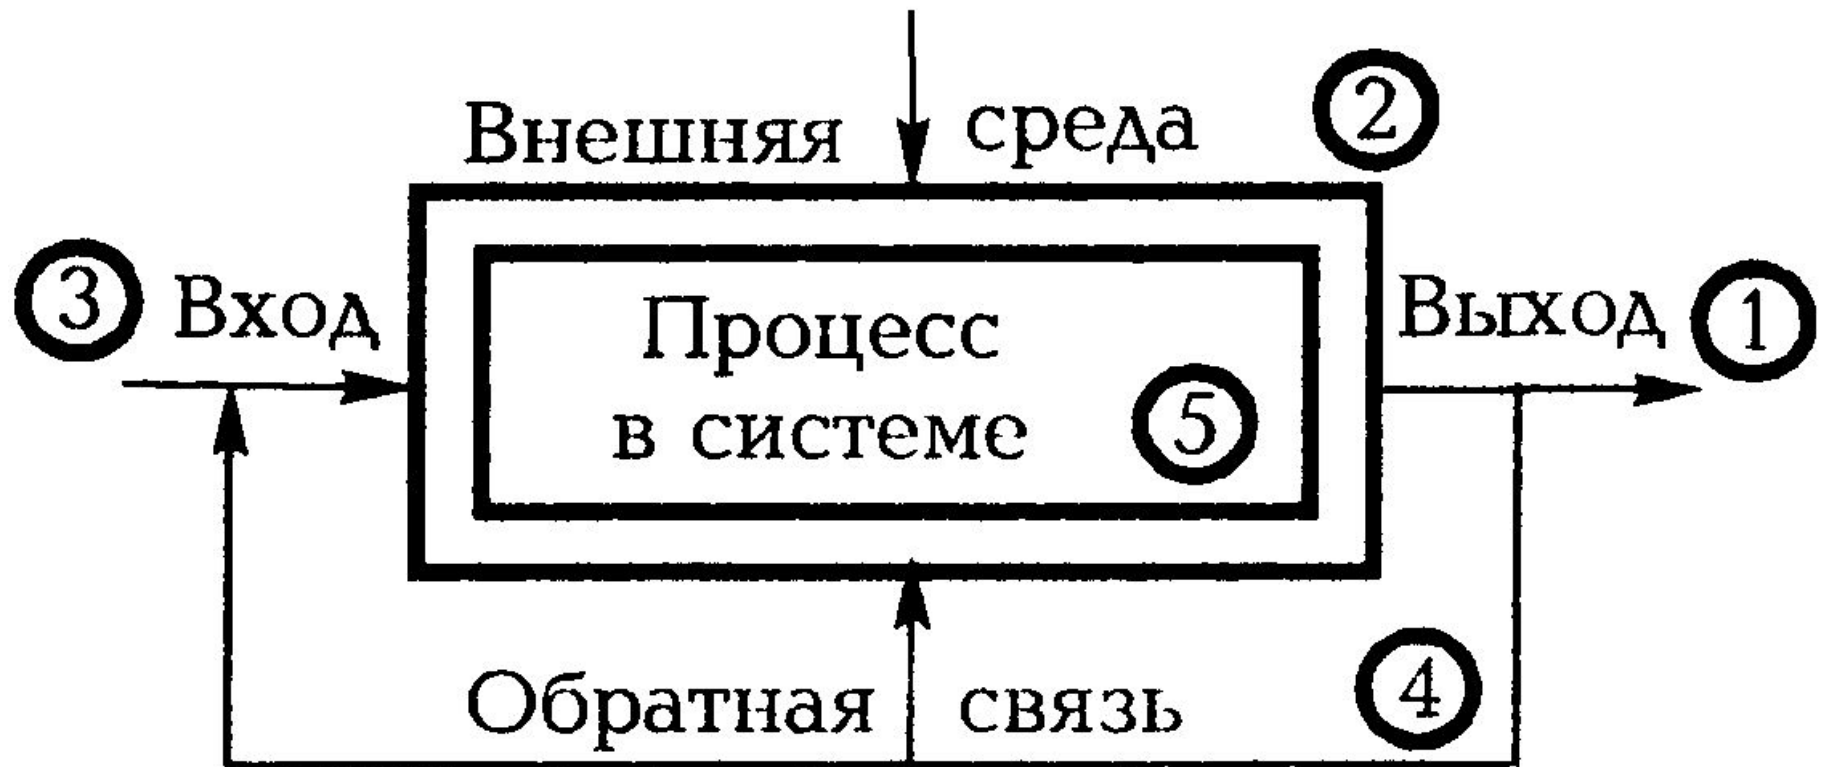 Внешняя среда 2
3 Вход
Процесс
в системе 5
Выход 1
Обратная связь 4